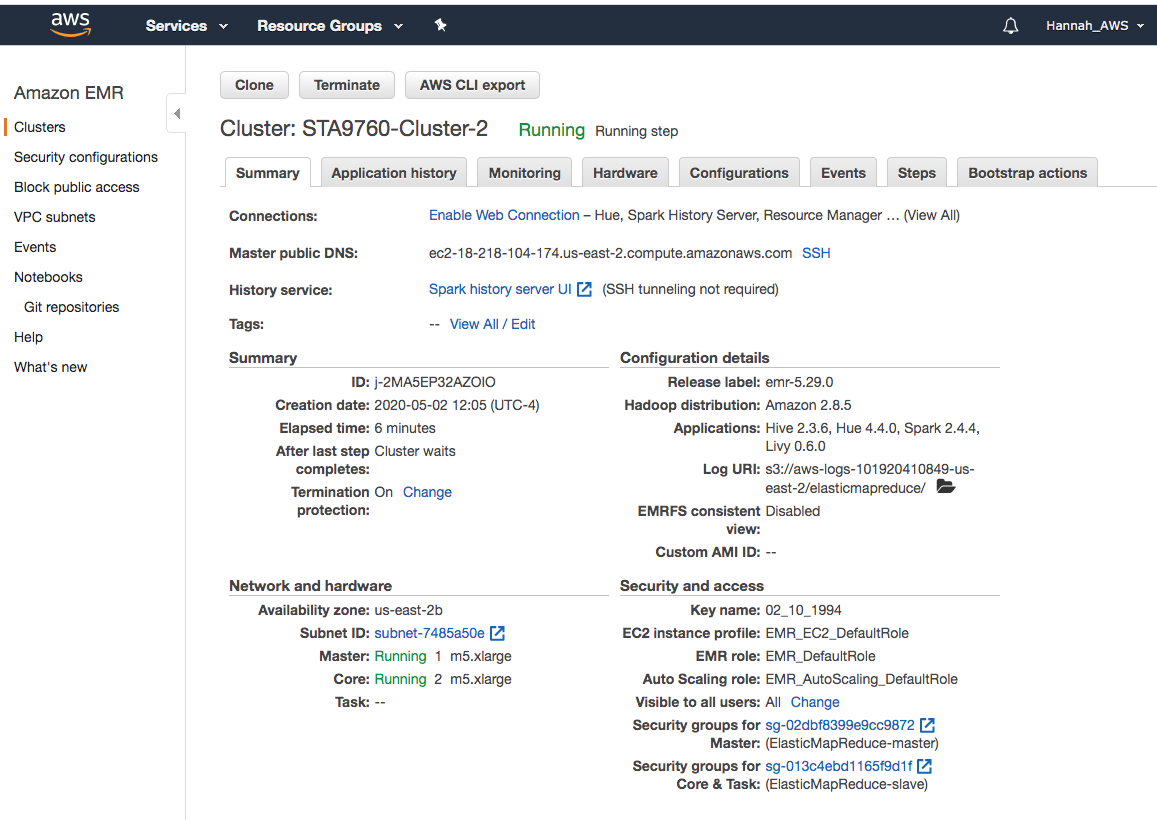 aws Services Resource Groups Hannah_AWS
Amazon EMR
Clusters
Security configurations
Block public access
VPC subnets
Events
Notebooks
Git repositories
Help
What's new
Clone Terminate AWS CLI export
Cluster: STA9760-Cluster-2 Running Running step
Summary Application history Monitoring Hardware Configurations Events Steps Bootstrap actions
Connections: Enable Web Connection – Hue, Spark History Server, Resource Manager … (View All)
Master public DNS: ec2-18-218-104-174.us-east-2.compute.amazonaws.com SSH
History service: Spark history server UI (SSH tunneling not required)
Tags: -- View All / Edit
Summary
ID: j-2MA5EP32AZOIO
Creation date: 2020-05-02 12:05 (UTC-4)
Elapsed time: 6 minutes
After last step Cluster waits
completes:
Termination On Change
protection:
Configuration details
Release label: emr-5.29.0
Hadoop distribution: Amazon 2.8.5
Applications: Hive 2.3.6, Hue 4.4.0, Spark 2.4.4,
Livy 0.6.0
Log URI: s3://aws-logs-101920410849-us-
east-2/elasticmapreduce/
EMRFS consistent Disabled
view:
Custom AMI ID: --
Network and hardware
Availability zone: us-east-2b
Subnet ID: subnet-7485a50e
Master: Running 1 m5.xlarge
Core: Running 2 m5.xlarge
Task: --
Security and access
Key name: 02_10_1994
EC2 instance profile: EMR_EC2_DefaultRole
EMR role: EMR_DefaultRole
Auto Scaling role: EMR_AutoScaling_DefaultRole
Visible to all users: All Change
Security groups for sg-02dbf8399e9cc9872
Master: (ElasticMapReduce-master)
Security groups for sg-013c4ebd1165f9d1f
Core & Task: (ElasticMapReduce-slave)